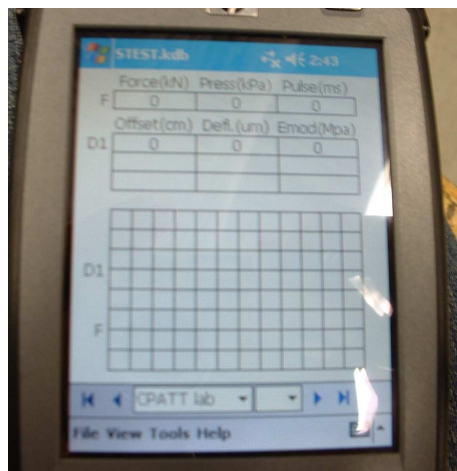 STEST.kdb 2:43
Force(kN) Press(kPa) Pulse(ms)
F 0 0 0
Offset(cm) Defl.(um) Emod(Mpa)
D1 0 0 0
D1
F
CPATT lab
File View Tools Help